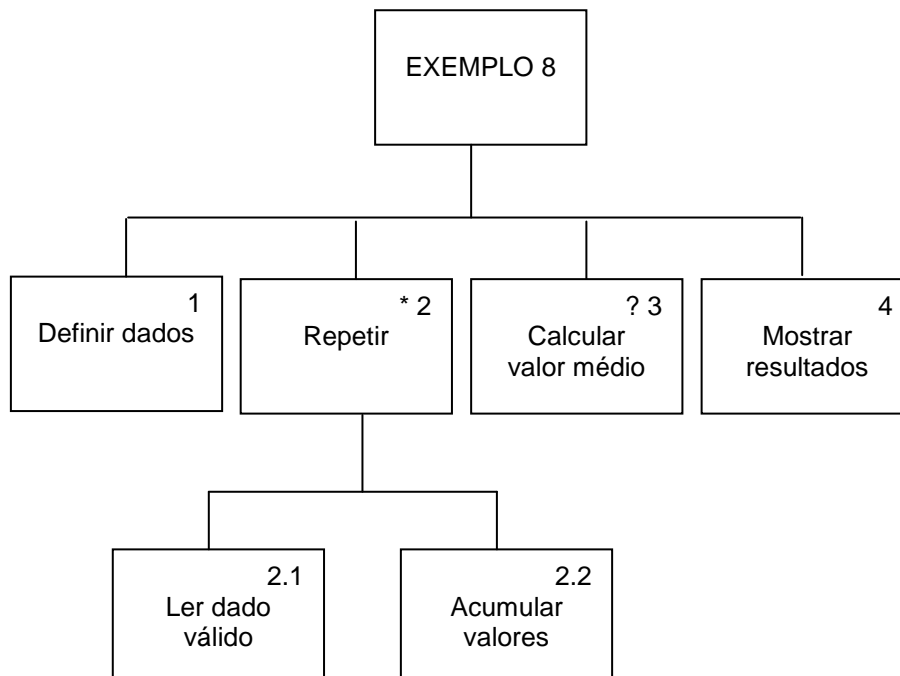 EXEMPLO 8
1
Definir dados
* 2
Repetir
? 3
Calcular
valor médio
4
Mostrar
resultados
2.1
Ler dado
válido
2.2
Acumular
valores